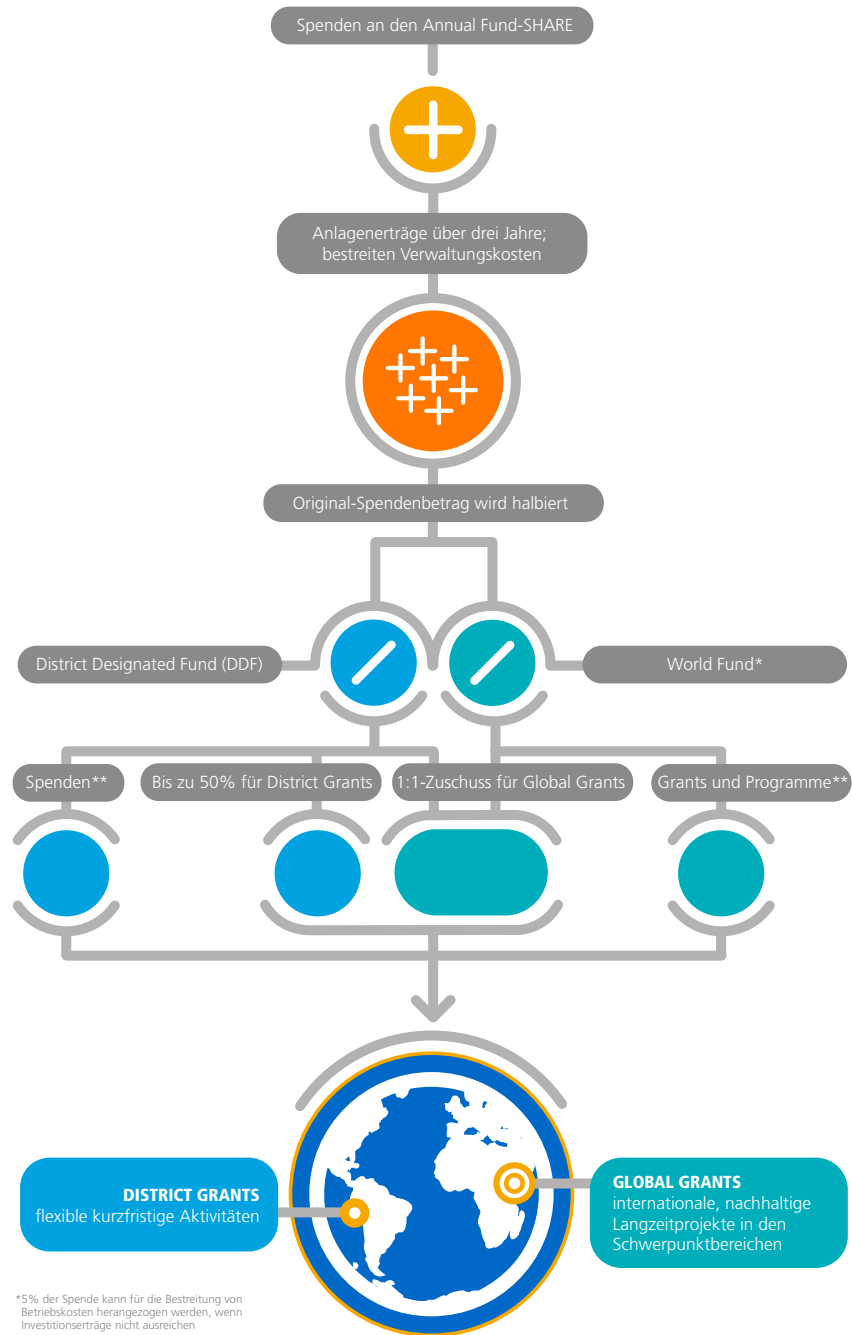 Spenden an den Annual Fund-SHARE
Anlagenerträge über drei Jahre;
bestreiten Verwaltungskosten
Original-Spendenbetrag wird halbiert
District Designated Fund (DDF)
World Fund*
Spenden**
Bis zu 50% für District Grants
1:1-Zuschuss für Global Grants
Grants und Programme**
DISTRICT GRANTS
flexible kurzfristige Aktivitäten
GLOBAL GRANTS
internationale, nachhaltige
Langzeitprojekte in den
Schwerpunktbereichen
*5% der Spende kann für die Bestreitung von
Betriebskosten herangezogen werden, wenn
Investitionserträge nicht ausreichen